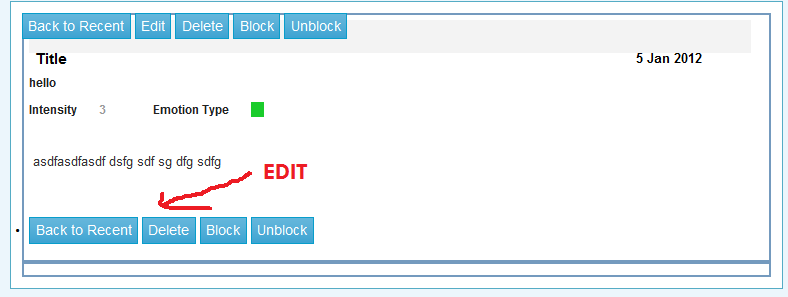 Back to Recent Edit Delete Block Unblock
Title 5 Jan 2012
hello
Intensity 3 Emotion Type
asdfasdfasdf dsfg sdf sg dfg sdfg
EDIT
Back to Recent Delete Block Unblock